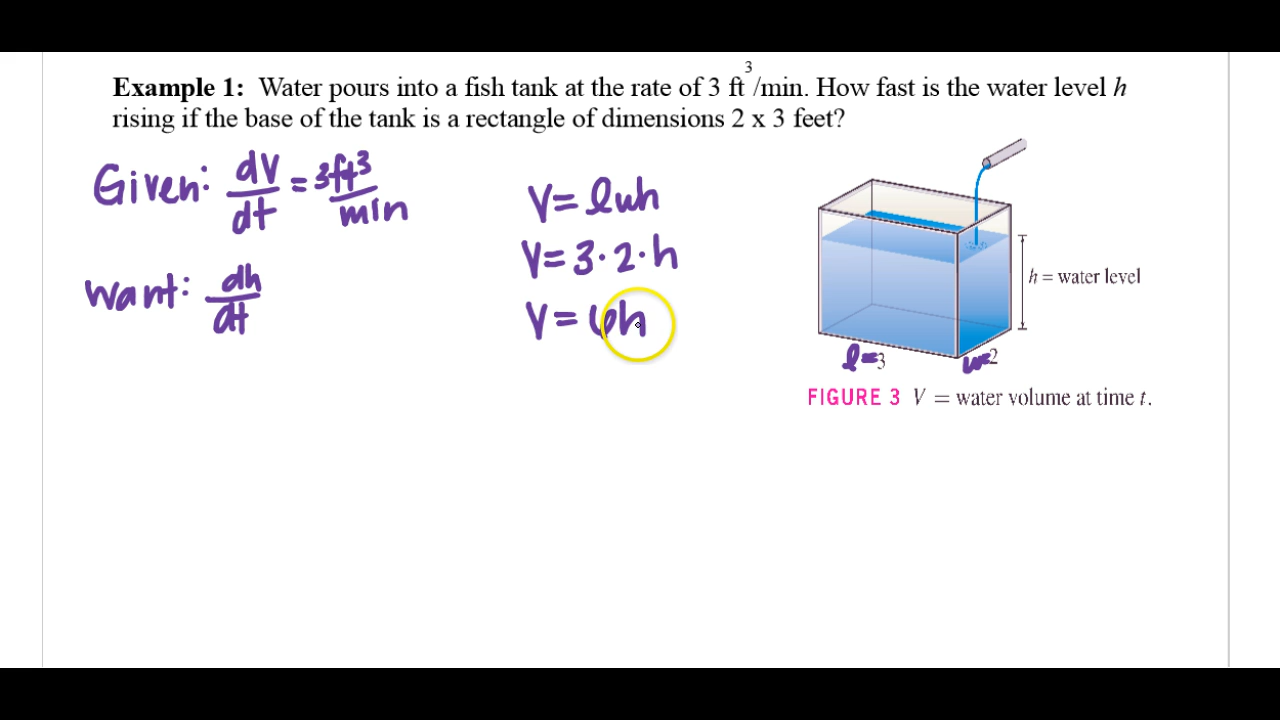 Example 1: Water pours into a fish tank at the rate of 3 ft³/min. How fast is the water level h
rising if the base of the tank is a rectangle of dimensions 2 x 3 feet?
Given: dV/dt = 3ft³/min
Want: dh/dt
V = lwh
V = 3·2·h
V = 6h
h = water level
l=3
w=2
FIGURE 3 V = water volume at time t.